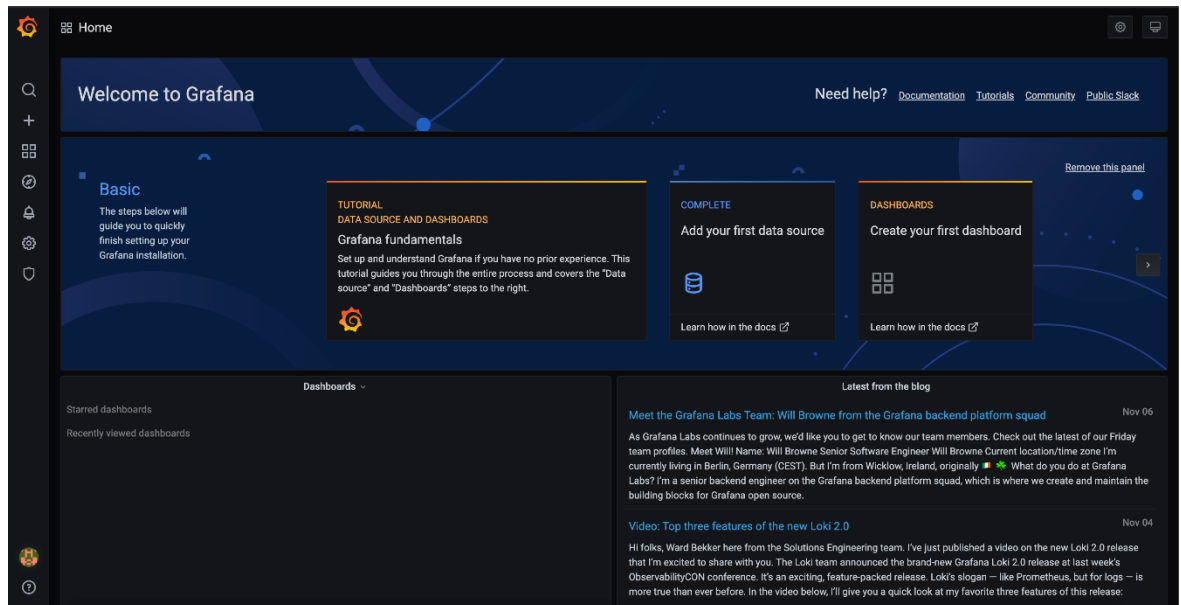 Home
Welcome to Grafana
Need help? Documentation Tutorials Community Public Slack
Remove this panel
Basic
The steps below will
guide you to quickly
finish setting up your
Grafana installation.
TUTORIAL
DATA SOURCE AND DASHBOARDS
Grafana fundamentals
Set up and understand Grafana if you have no prior experience. This
tutorial guides you through the entire process and covers the "Data
source" and "Dashboards" steps to the right.
COMPLETE
Add your first data source
Learn how in the docs
DASHBOARDS
Create your first dashboard
Learn how in the docs
Dashboards
Starred dashboards
Recently viewed dashboards
Latest from the blog
Meet the Grafana Labs Team: Will Browne from the Grafana backend platform squad
Nov 06
As Grafana Labs continues to grow, we'd like you to get to know our team members. Check out the latest of our Friday
team profiles. Meet Will! Name: Will Browne Senior Software Engineer Will Browne Current location/time zone I'm
currently living in Berlin, Germany (CEST). But I'm from Wicklow, Ireland, originally 🇮🇪 ☘️ What do you do at Grafana
Labs? I'm a senior backend engineer on the Grafana backend platform squad, which is where we create and maintain the
building blocks for Grafana open source.
Video: Top three features of the new Loki 2.0
Nov 04
Hi folks, Ward Bekker here from the Solutions Engineering team. I've just published a video on the new Loki 2.0 release
that I'm excited to share with you. The Loki team announced the brand-new Grafana Loki 2.0 release at last week's
ObservabilityCON conference. It's an exciting, feature-packed release. Loki's slogan — like Prometheus, but for logs — is
more true than ever before. In the video below, I'll give you a quick look at my favorite three features of this release: